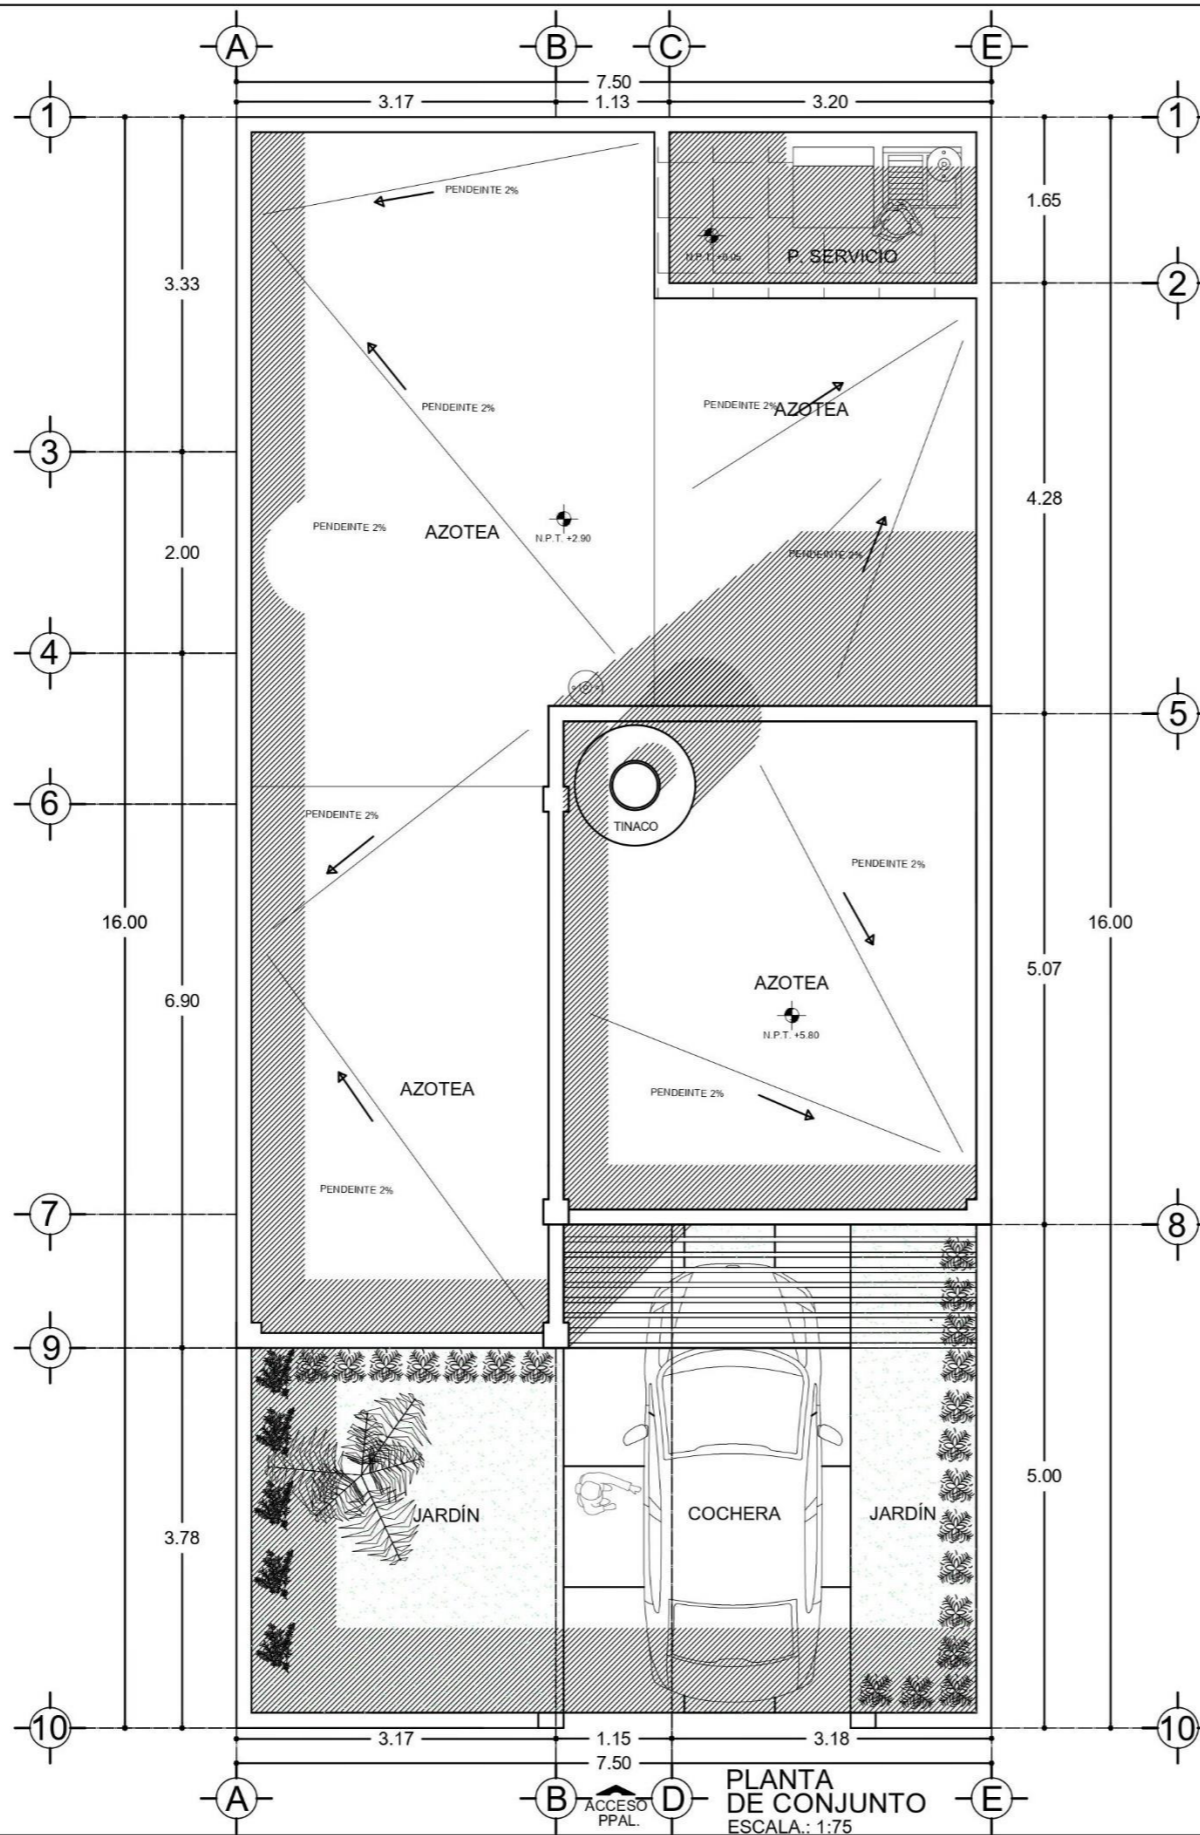 A
B
C
E
7.50
3.17
1.13
3.20
1
1
PENDEINTE 2%
1.65
N.P.T. +0.05
P. SERVICIO
3.33
2
PENDEINTE 2%
PENDEINTE 2%
AZOTEA
3
4.28
PENDEINTE 2%
AZOTEA
N.P.T. +2.90
2.00
PENDEINTE 2%
4
5
6
PENDEINTE 2%
TINACO
PENDEINTE 2%
16.00
16.00
5.07
AZOTEA
6.90
N.P.T. +5.80
AZOTEA
PENDEINTE 2%
PENDEINTE 2%
7
8
9
5.00
JARDÍN
COCHERA
JARDÍN
3.78
10
10
3.17
1.15
3.18
7.50
A
B
D
E
ACCESO
PPAL.
PLANTA
DE CONJUNTO
ESCALA.: 1:75